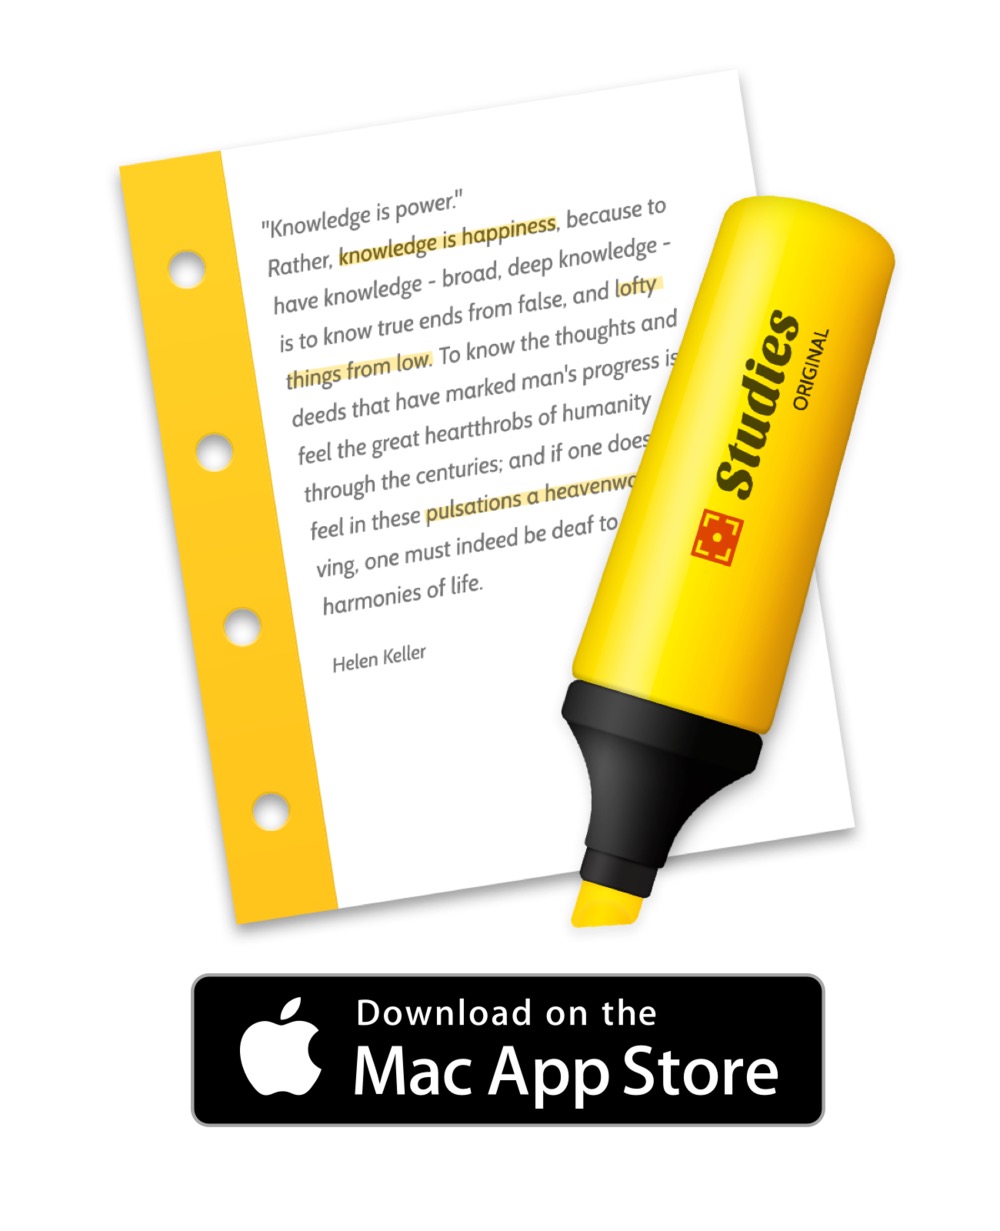 "Knowledge is power."
Rather, knowledge is happiness, because to
have knowledge - broad, deep knowledge -
is to know true ends from false, and lofty
things from low. To know the thoughts and
deeds that have marked man's progress is
feel the great heartthrobs of humanity
through the centuries; and if one does
feel in these pulsations a
ving, one must indeed be deaf to
harmonies of life.
Helen Keller
Studies
ORIGINAL
Download on the
Mac App Store